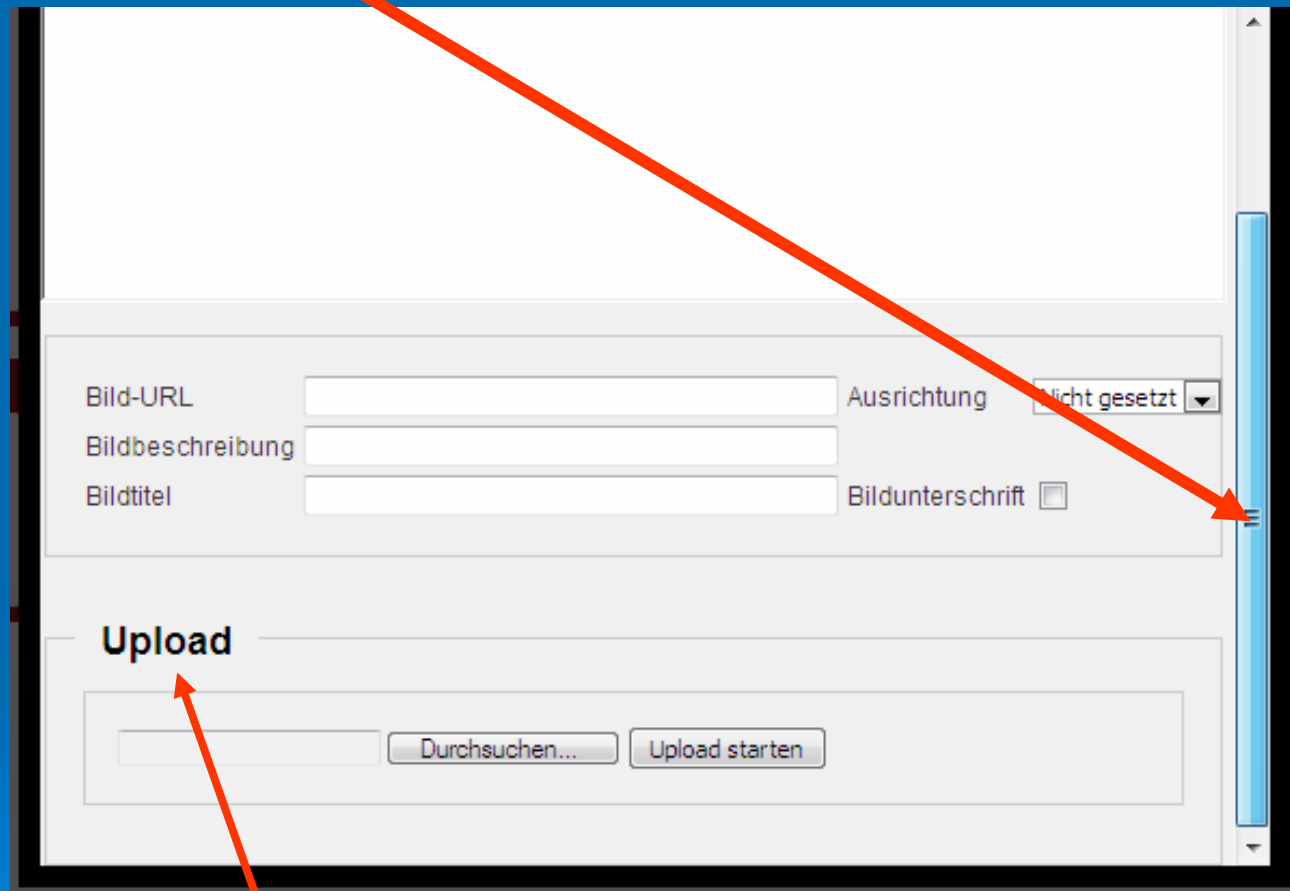 Bild-URL Ausrichtung Nicht gesetzt
Bildbeschreibung
Bildtitel Bildunterschrift
Upload
Durchsuchen... Upload starten